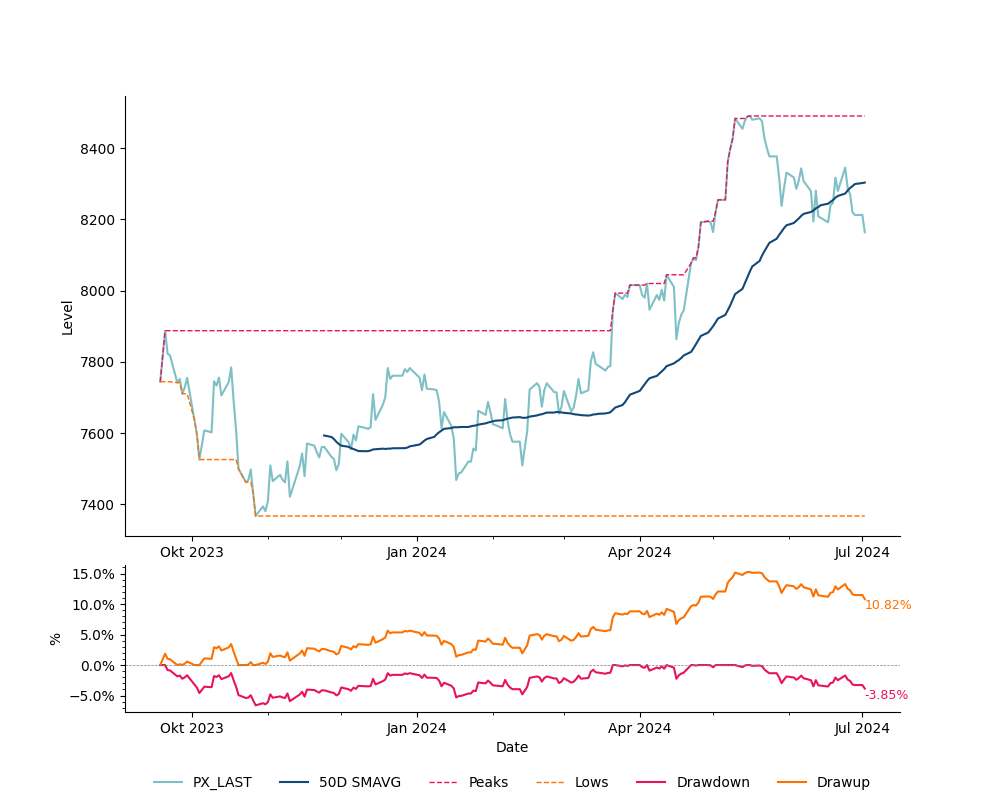 8400
8200
8000
7800
7600
7400
Level
Okt 2023 Jan 2024 Apr 2024 Jul 2024
15.0%
10.0%
5.0%
0.0%
−5.0%
%
10.82%
-3.85%
Okt 2023 Jan 2024 Apr 2024 Jul 2024
Date
PX_LAST 50D SMAVG Peaks Lows Drawdown Drawup